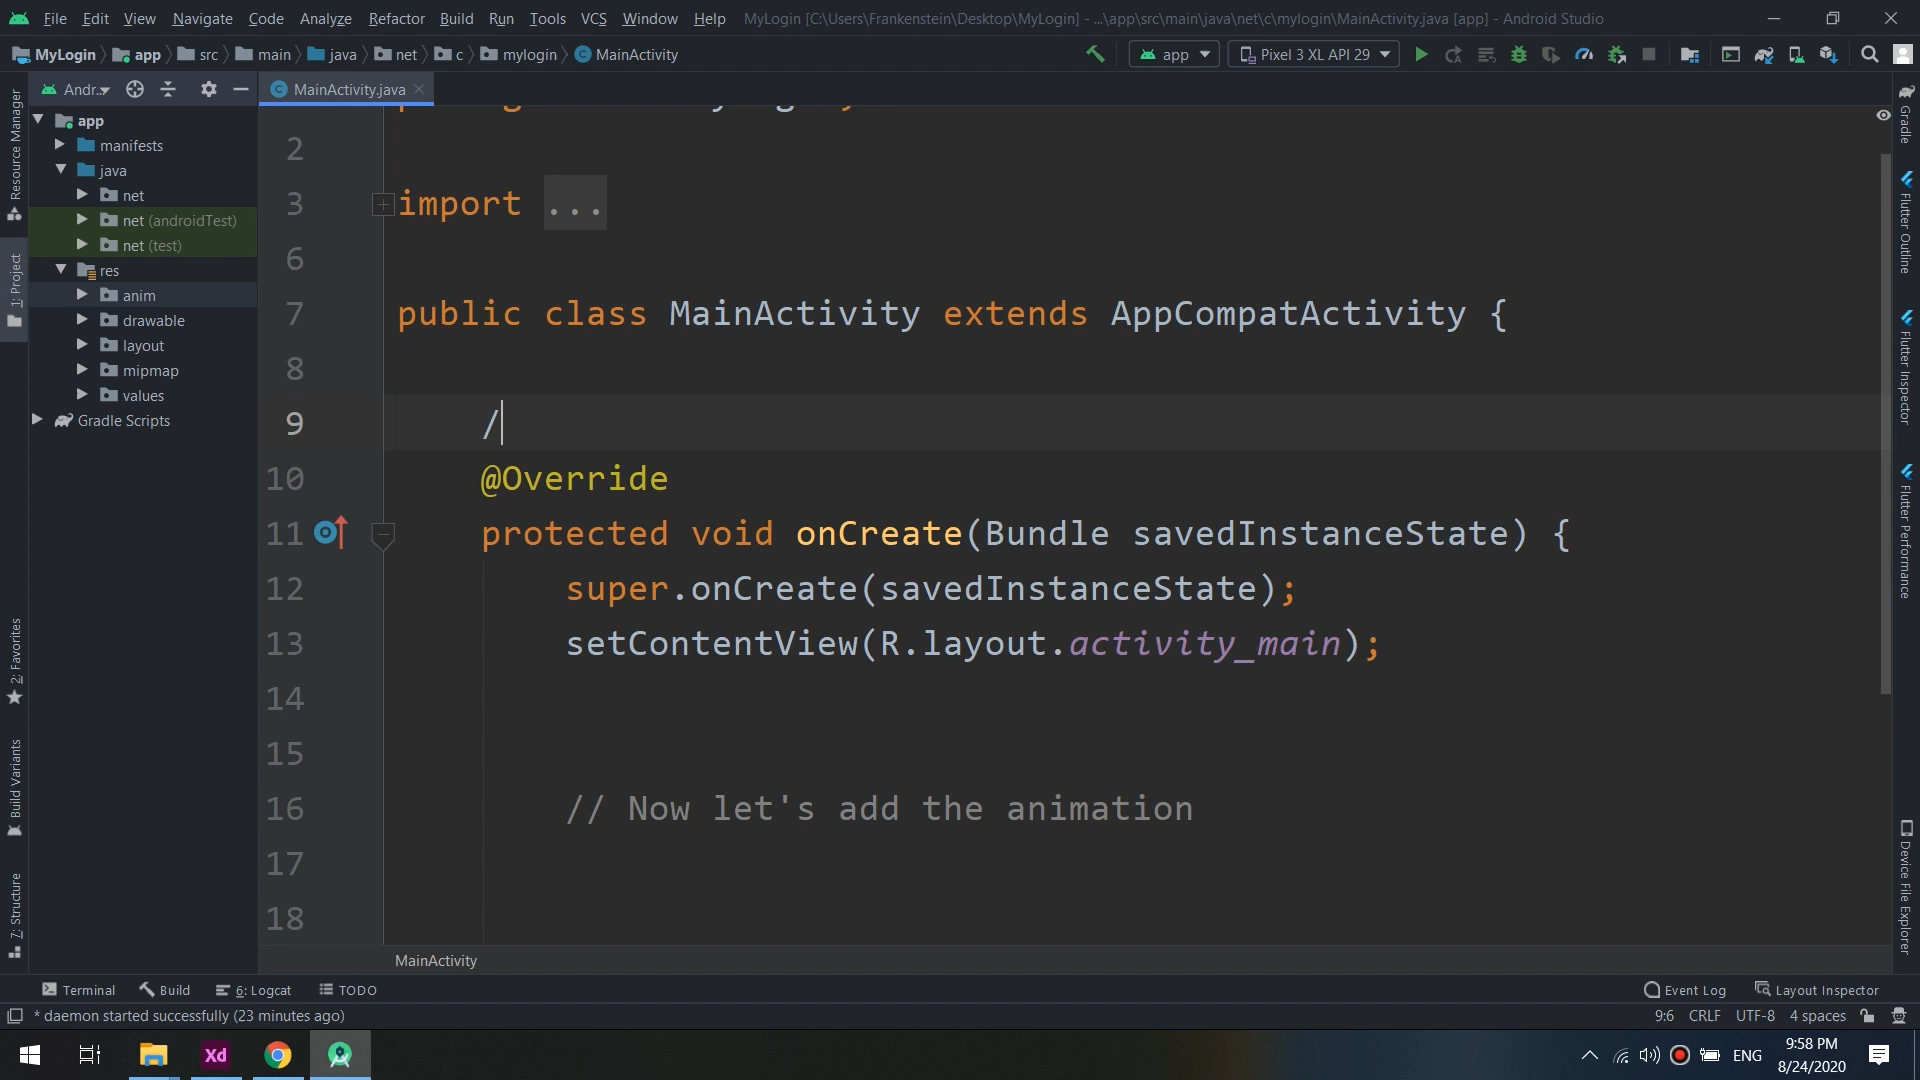 File Edit View Navigate Code Analyze Refactor Build Run Tools VCS Window Help MyLogin [C:\Users\Frankenstein\Desktop\MyLogin] - ...\app\src\main\java\net\c\mylogin\MainActivity.java [app] - Android Studio
MyLogin app src main java net c mylogin MainActivity app Pixel 3 XL API 29
Andr... MainActivity.java
Resource Manager
1: Project
2: Favorites
Build Variants
7: Structure
app
manifests
java
net
net (androidTest)
net (test)
res
anim
drawable
layout
mipmap
values
Gradle Scripts
2
3 import ...
6
7 public class MainActivity extends AppCompatActivity {
8
9 /
10 @Override
11 protected void onCreate(Bundle savedInstanceState) {
12 super.onCreate(savedInstanceState);
13 setContentView(R.layout.activity_main);
14
15
16 // Now let's add the animation
17
18
MainActivity
Gradle
Flutter Outline
Flutter Inspector
Flutter Performance
Device File Explorer
Terminal Build 6: Logcat TODO Event Log Layout Inspector
* daemon started successfully (23 minutes ago) 9:6 CRLF UTF-8 4 spaces
Xd ENG 9:58 PM
8/24/2020